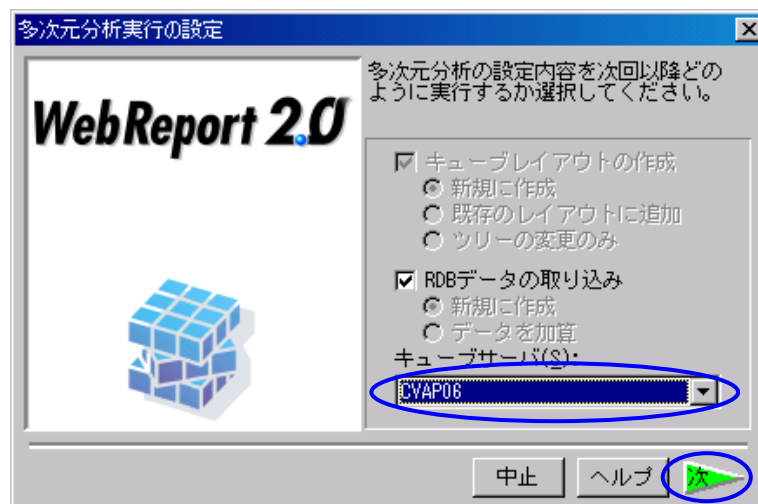 多次元分析実行の設定
多次元分析の設定内容を次回以降どの
ように実行するか選択してください。
WebReport 2.0
キューブレイアウトの作成
新規に作成
既存のレイアウトに追加
ツリーの変更のみ
RDBデータの取り込み
新規に作成
データを加算
キューブサーバ(S):
CVAP06
中止
ヘルプ
次